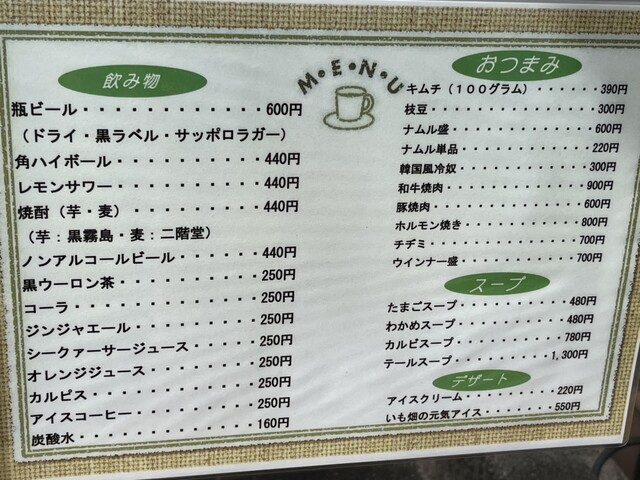 M・E・N・U
飲み物
瓶ビール・・・・・・・・・・・・600円
(ドライ・黒ラベル・サッポロラガー)
角ハイボール・・・・・・・・・・440円
レモンサワー・・・・・・・・・・440円
焼酎(芋・麦)・・・・・・・・・・440円
(芋:黒霧島・麦:二階堂)
ノンアルコールビール・・・・・・440円
黒ウーロン茶・・・・・・・・・・250円
コーラ・・・・・・・・・・・・・250円
ジンジャエール・・・・・・・・・250円
シークァーサージュース・・・・・250円
オレンジジュース・・・・・・・・250円
カルピス・・・・・・・・・・・・250円
アイスコーヒー・・・・・・・・・250円
炭酸水・・・・・・・・・・・・・160円
おつまみ
キムチ(100グラム)・・・・・・390円
枝豆・・・・・・・・・・・・・・300円
ナムル盛・・・・・・・・・・・・600円
ナムル単品・・・・・・・・・・・220円
韓国風冷奴・・・・・・・・・・・300円
和牛焼肉・・・・・・・・・・・・900円
豚焼肉・・・・・・・・・・・・・600円
ホルモン焼き・・・・・・・・・・800円
チヂミ・・・・・・・・・・・・・700円
ウインナー盛・・・・・・・・・・700円
スープ
たまごスープ・・・・・・・・・・480円
わかめスープ・・・・・・・・・・480円
カルビスープ・・・・・・・・・・780円
テールスープ・・・・・・・・・1,300円
デザート
アイスクリーム・・・・・・・・・220円
いも畑の元気アイス・・・・・・・550円